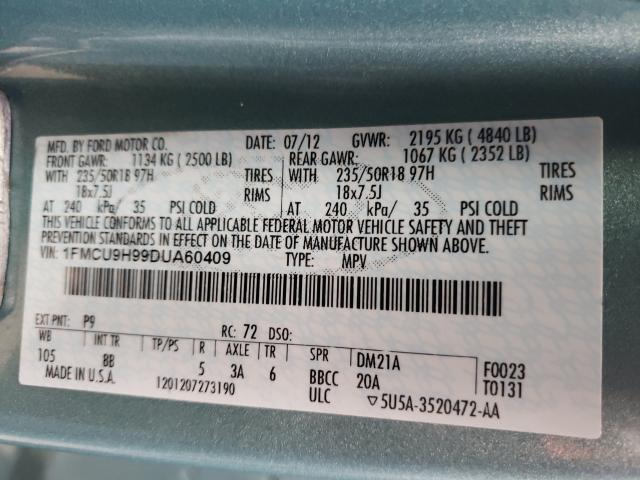 MFD. BY FORD MOTOR CO. DATE: 07/12 GVWR: 2195 KG ( 4840 LB)
FRONT GAWR: 1134 KG ( 2500 LB) REAR GAWR: 1067 KG ( 2352 LB)
WITH 235/50R18 97H TIRES WITH 235/50R18 97H TIRES
18x7.5J RIMS 18x7.5J RIMS
AT 240 kPa/ 35 PSI COLD AT 240 kPa/ 35 PSI COLD
THIS VEHICLE CONFORMS TO ALL APPLICABLE FEDERAL MOTOR VEHICLE SAFETY AND THEFT
PREVENTION STANDARDS IN EFFECT ON THE DATE OF MANUFACTURE SHOWN ABOVE.
VIN: 1FMCU9H99DUA60409 TYPE: MPV
EXT PNT: P9 RC: 72 DSO:
WB INT TR TP/PS R AXLE TR SPR DM21A F0023
105 8B 5 3A 6 BBCC 20A T0131
MADE IN U.S.A. 1201207273190 ULC ▽5U5A-3520472-AA